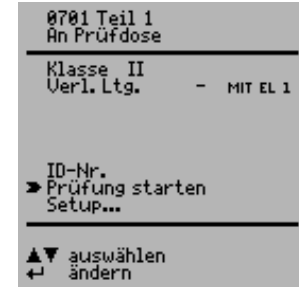 0701 Teil 1
An Prüfdose
Klasse II
Verl.Ltg. - MIT EL 1
ID-Nr.
Prüfung starten
Setup...
▲▼ auswählen
↵ ändern